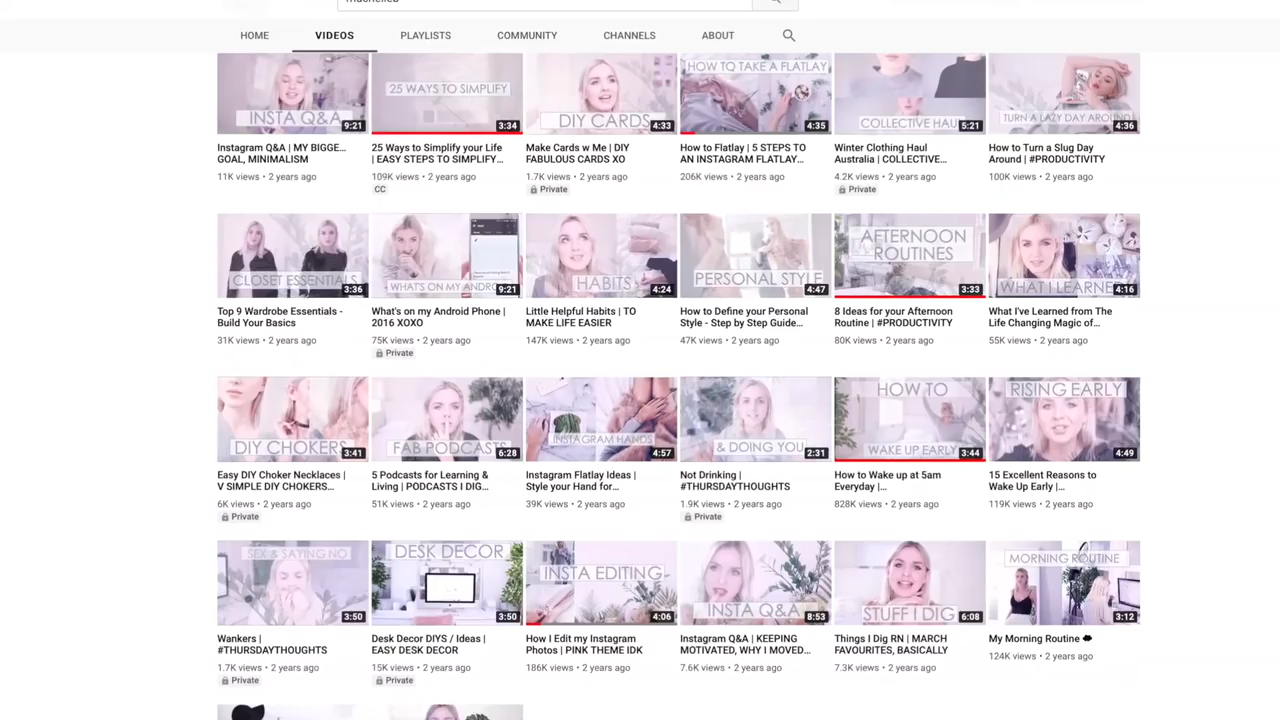 HOME VIDEOS PLAYLISTS COMMUNITY CHANNELS ABOUT
INSTA Q&A 9:21
25 WAYS TO SIMPLIFY 3:34
DIY CARDS 4:33
HOW TO TAKE A FLATLAY 4:35
COLLECTIVE HAU 5:21
TURN A LAZY DAY AROUND 4:36
Instagram Q&A | MY BIGGE...
GOAL, MINIMALISM
11K views • 2 years ago
25 Ways to Simplify your Life
| EASY STEPS TO SIMPLIFY...
109K views • 2 years ago
CC
Make Cards w Me | DIY
FABULOUS CARDS XO
1.7K views • 2 years ago
Private
How to Flatlay | 5 STEPS TO
AN INSTAGRAM FLATLAY...
206K views • 2 years ago
Winter Clothing Haul
Australia | COLLECTIVE...
4.2K views • 2 years ago
Private
How to Turn a Slug Day
Around | #PRODUCTIVITY
100K views • 2 years ago
CLOSET ESSENTIALS 3:36
WHATS ON MY ANDRO 9:21
HABITS 4:24
PERSONAL STYLE 4:47
AFTERNOON
ROUTINES
3:33
WHAT I LEARNE 4:16
Top 9 Wardrobe Essentials -
Build Your Basics
31K views • 2 years ago
What's on my Android Phone |
2016 XOXO
75K views • 2 years ago
Private
Little Helpful Habits | TO
MAKE LIFE EASIER
147K views • 2 years ago
How to Define your Personal
Style - Step by Step Guide...
47K views • 2 years ago
8 Ideas for your Afternoon
Routine | #PRODUCTIVITY
80K views • 2 years ago
What I've Learned from The
Life Changing Magic of...
55K views • 2 years ago
DIY CHOKERS 3:41
FAB PODCASTS 6:28
INSTAGRAM HANDS 4:57
& DOING YOU 2:31
HOW TO
WAKE UP EARLY 3:44
RISING EARLY
4:49
Easy DIY Choker Necklaces |
V SIMPLE DIY CHOKERS...
6K views • 2 years ago
Private
5 Podcasts for Learning &
Living | PODCASTS I DIG...
51K views • 2 years ago
Instagram Flatlay Ideas |
Style your Hand for...
39K views • 2 years ago
Not Drinking |
#THURSDAYTHOUGHTS
1.9K views • 2 years ago
Private
How to Wake up at 5am
Everyday |...
828K views • 2 years ago
15 Excellent Reasons to
Wake Up Early |...
119K views • 2 years ago
SEX & SAYING NO
3:50
DESK DECOR
3:50
INSTA EDITING
4:06
INSTA Q&A 8:53
STUFF I DIG 6:08
MORNING ROUTINE
3:12
Wankers |
#THURSDAYTHOUGHTS
1.7K views • 2 years ago
Private
Desk Decor DIYS / Ideas |
EASY DESK DECOR
15K views • 2 years ago
Private
How I Edit my Instagram
Photos | PINK THEME IDK
186K views • 2 years ago
Instagram Q&A | KEEPING
MOTIVATED, WHY I MOVED...
7.6K views • 2 years ago
Things I Dig RN | MARCH
FAVOURITES, BASICALLY
7.3K views • 2 years ago
My Morning Routine
124K views • 2 years ago